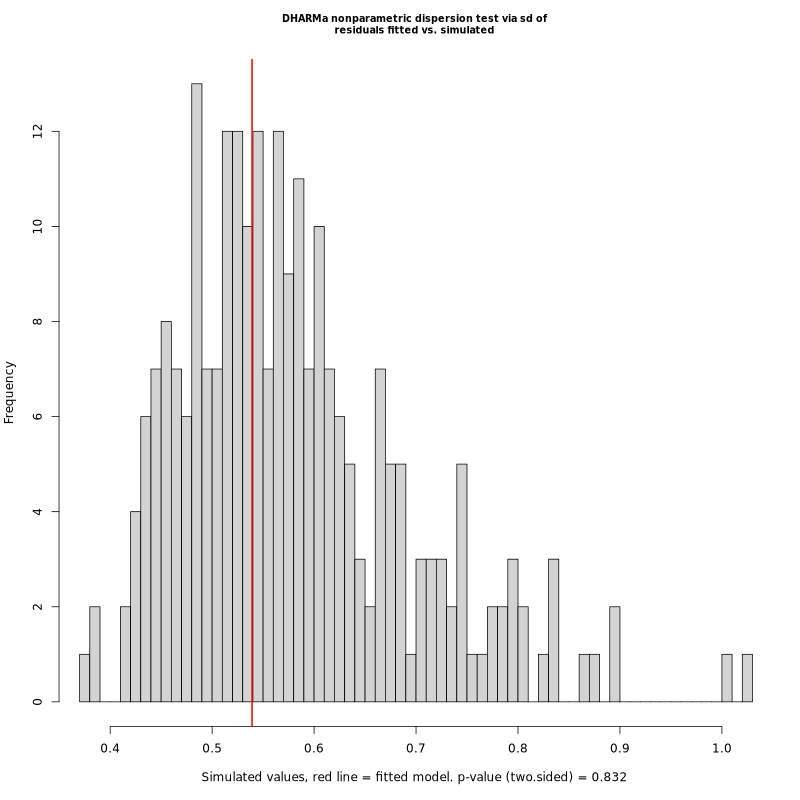 DHARMa nonparametric dispersion test via sd of
residuals fitted vs. simulated
Frequency
12
10
8
6
4
2
0
0.4 0.5 0.6 0.7 0.8 0.9 1.0
Simulated values, red line = fitted model. p-value (two.sided) = 0.832